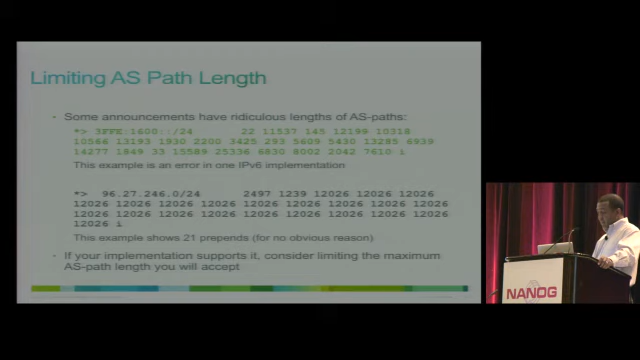 Limiting AS Path Length
Some announcements have ridiculous lengths of AS-paths:
*> 3FFE:1600::/24 22 11537 145 12199 10318
10566 13193 1930 2200 3425 293 5609 5430 13285 6939
14277 1849 33 15589 25336 6830 8002 2042 7610 i
This example is an error in one IPv6 implementation
*> 96.27.246.0/24 2497 1239 12026 12026 12026
12026 12026 12026 12026 12026 12026 12026 12026
12026 12026 12026 12026 12026 12026 12026 12026
12026 i
This example shows 21 prepends (for no obvious reason)
If your implementation supports it, consider limiting the maximum
AS-path length you will accept
NANOG